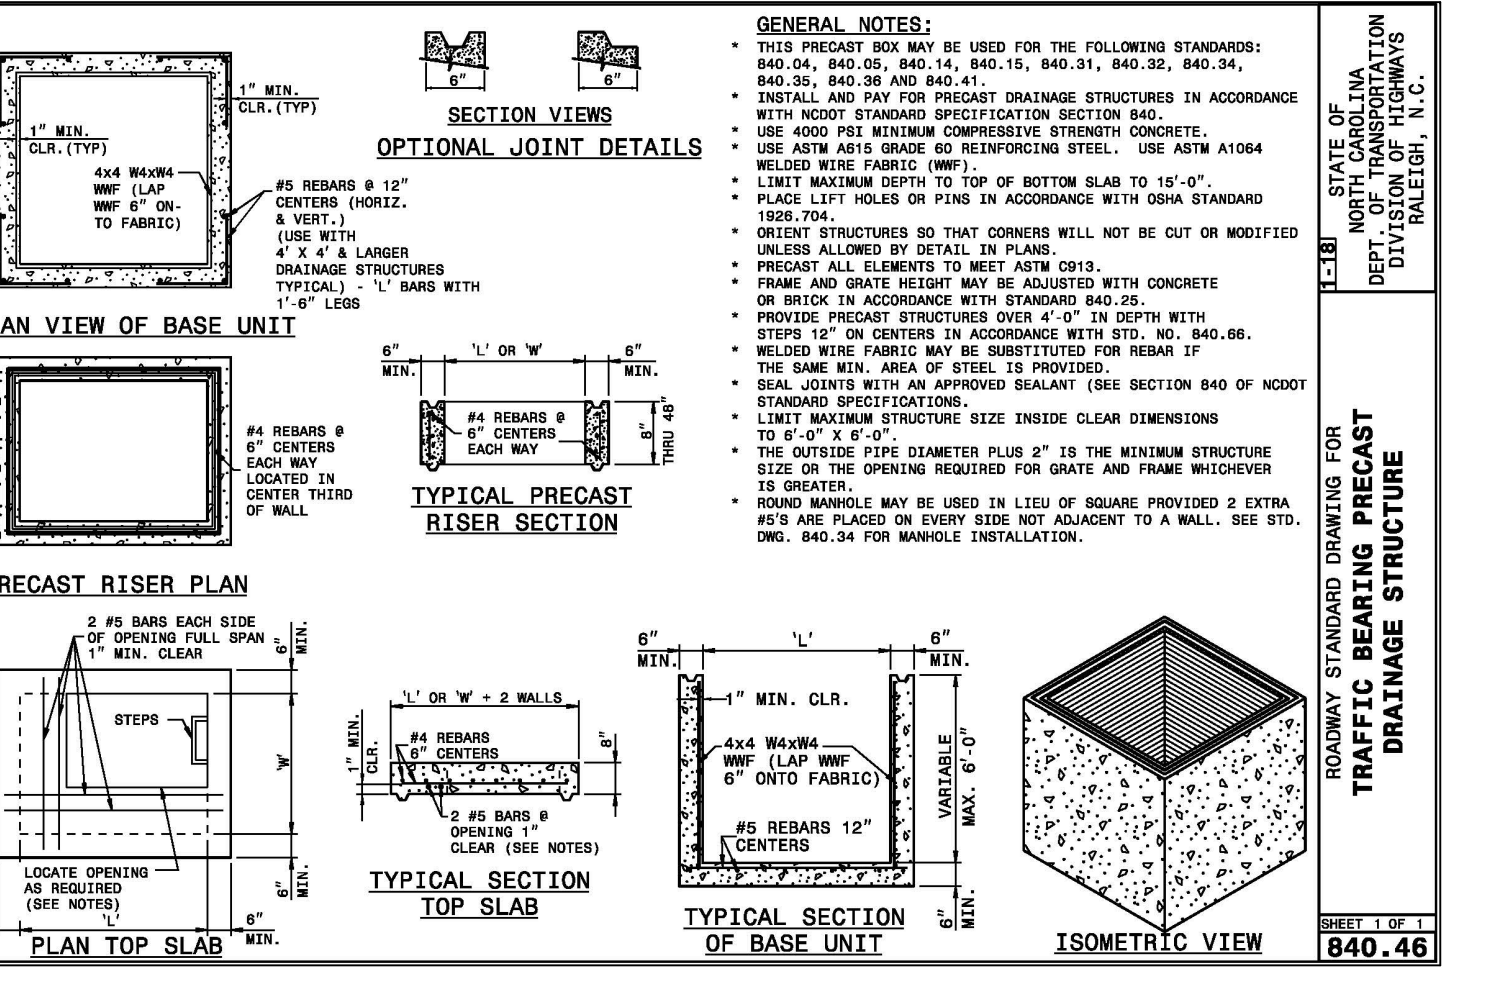 GENERAL NOTES:
* THIS PRECAST BOX MAY BE USED FOR THE FOLLOWING STANDARDS:
840.04, 840.05, 840.14, 840.15, 840.31, 840.32, 840.34,
840.35, 840.36 AND 840.41.
* INSTALL AND PAY FOR PRECAST DRAINAGE STRUCTURES IN ACCORDANCE
WITH NCDOT STANDARD SPECIFICATION SECTION 840.
* USE 4000 PSI MINIMUM COMPRESSIVE STRENGTH CONCRETE.
* USE ASTM A615 GRADE 60 REINFORCING STEEL. USE ASTM A1064
WELDED WIRE FABRIC (WWF).
* LIMIT MAXIMUM DEPTH TO TOP OF BOTTOM SLAB TO 15'-0".
* PLACE LIFT HOLES OR PINS IN ACCORDANCE WITH OSHA STANDARD
1926.704.
* ORIENT STRUCTURES SO THAT CORNERS WILL NOT BE CUT OR MODIFIED
UNLESS ALLOWED BY DETAIL IN PLANS.
* PRECAST ALL ELEMENTS TO MEET ASTM C913.
* FRAME AND GRATE HEIGHT MAY BE ADJUSTED WITH CONCRETE
OR BRICK IN ACCORDANCE WITH STANDARD 840.25.
* PROVIDE PRECAST STRUCTURES OVER 4'-0" IN DEPTH WITH
STEPS 12" ON CENTERS IN ACCORDANCE WITH STD. NO. 840.66.
* WELDED WIRE FABRIC MAY BE SUBSTITUTED FOR REBAR IF
THE SAME MIN. AREA OF STEEL IS PROVIDED.
* SEAL JOINTS WITH AN APPROVED SEALANT (SEE SECTION 840 OF NCDOT
STANDARD SPECIFICATIONS.
* LIMIT MAXIMUM STRUCTURE SIZE INSIDE CLEAR DIMENSIONS
TO 6'-0" X 6'-0".
* THE OUTSIDE PIPE DIAMETER PLUS 2" IS THE MINIMUM STRUCTURE
SIZE OR THE OPENING REQUIRED FOR GRATE AND FRAME WHICHEVER
IS GREATER.
* ROUND MANHOLE MAY BE USED IN LIEU OF SQUARE PROVIDED 2 EXTRA
#5'S ARE PLACED ON EVERY SIDE NOT ADJACENT TO A WALL. SEE STD.
DWG. 840.34 FOR MANHOLE INSTALLATION.
1" MIN.
CLR.(TYP)
1" MIN.
CLR.(TYP)
4x4 W4xW4
WWF (LAP
WWF 6" ON-
TO FABRIC)
#5 REBARS @ 12"
CENTERS (HORIZ.
& VERT.)
(USE WITH
4' X 4' & LARGER
DRAINAGE STRUCTURES
TYPICAL) - 'L' BARS WITH
1'-6" LEGS
AN VIEW OF BASE UNIT
6"
6"
SECTION VIEWS
OPTIONAL JOINT DETAILS
#4 REBARS @
6" CENTERS
EACH WAY
LOCATED IN
CENTER THIRD
OF WALL
RECAST RISER PLAN
6"
MIN.
'L' OR 'W'
6"
MIN.
#4 REBARS @
6" CENTERS
EACH WAY
8"
THRU 48"
TYPICAL PRECAST
RISER SECTION
2 #5 BARS EACH SIDE
OF OPENING FULL SPAN
1" MIN. CLEAR
6"
MIN.
STEPS
'W'
LOCATE OPENING
AS REQUIRED
(SEE NOTES)
6"
MIN.
'L'
6"
MIN.
PLAN TOP SLAB
'L' OR 'W' + 2 WALLS
1" MIN.
CLR.
#4 REBARS
6" CENTERS
8"
2 #5 BARS @
OPENING 1"
CLEAR (SEE NOTES)
TYPICAL SECTION
TOP SLAB
6"
MIN.
'L'
6"
MIN.
1" MIN. CLR.
4x4 W4xW4
WWF (LAP WWF
6" ONTO FABRIC)
VARIABLE
MAX. 6'-0"
#5 REBARS 12"
CENTERS
6"
MIN.
TYPICAL SECTION
OF BASE UNIT
ISOMETRIC VIEW
1-18
STATE OF
NORTH CAROLINA
DEPT. OF TRANSPORTATION
DIVISION OF HIGHWAYS
RALEIGH, N.C.
ROADWAY STANDARD DRAWING FOR
TRAFFIC BEARING PRECAST
DRAINAGE STRUCTURE
SHEET 1 OF 1
840.46